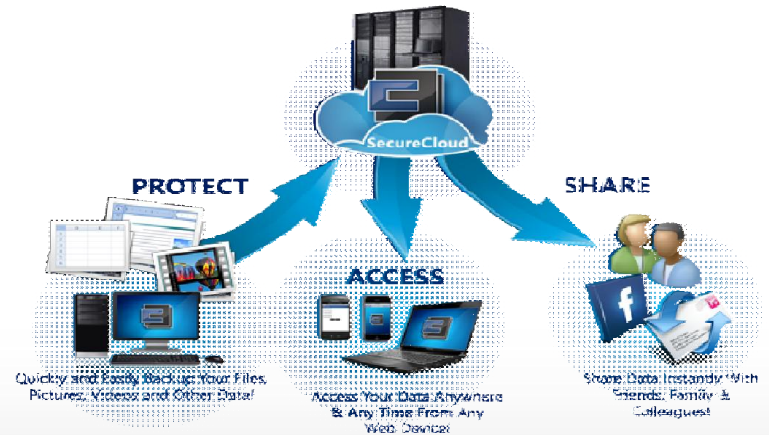 SecureCloud
PROTECT
SHARE
ACCESS
Quickly and Easily Backup Your Files,
Pictures, Videos and Other Data!
Access Your Data Anywhere
& Any Time From Any
Web Device!
Share Data Instantly With
Friends, Family &
Colleagues!